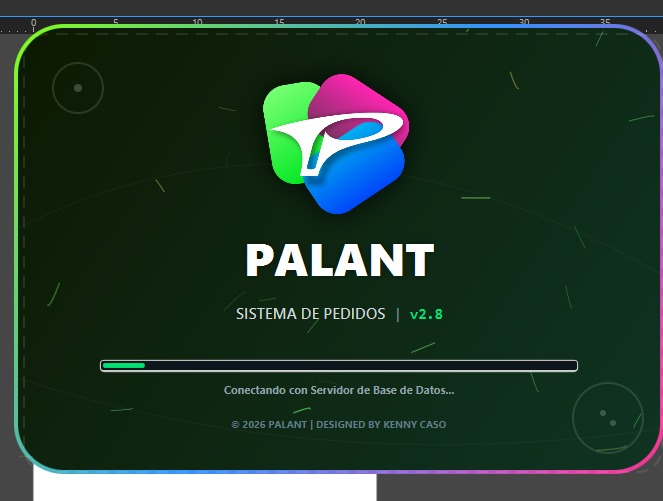 0 5 10 15 20 25 30 35
PALANT
SISTEMA DE PEDIDOS | v2.8
Conectando con Servidor de Base de Datos...
© 2026 PALANT | DESIGNED BY KENNY CASO